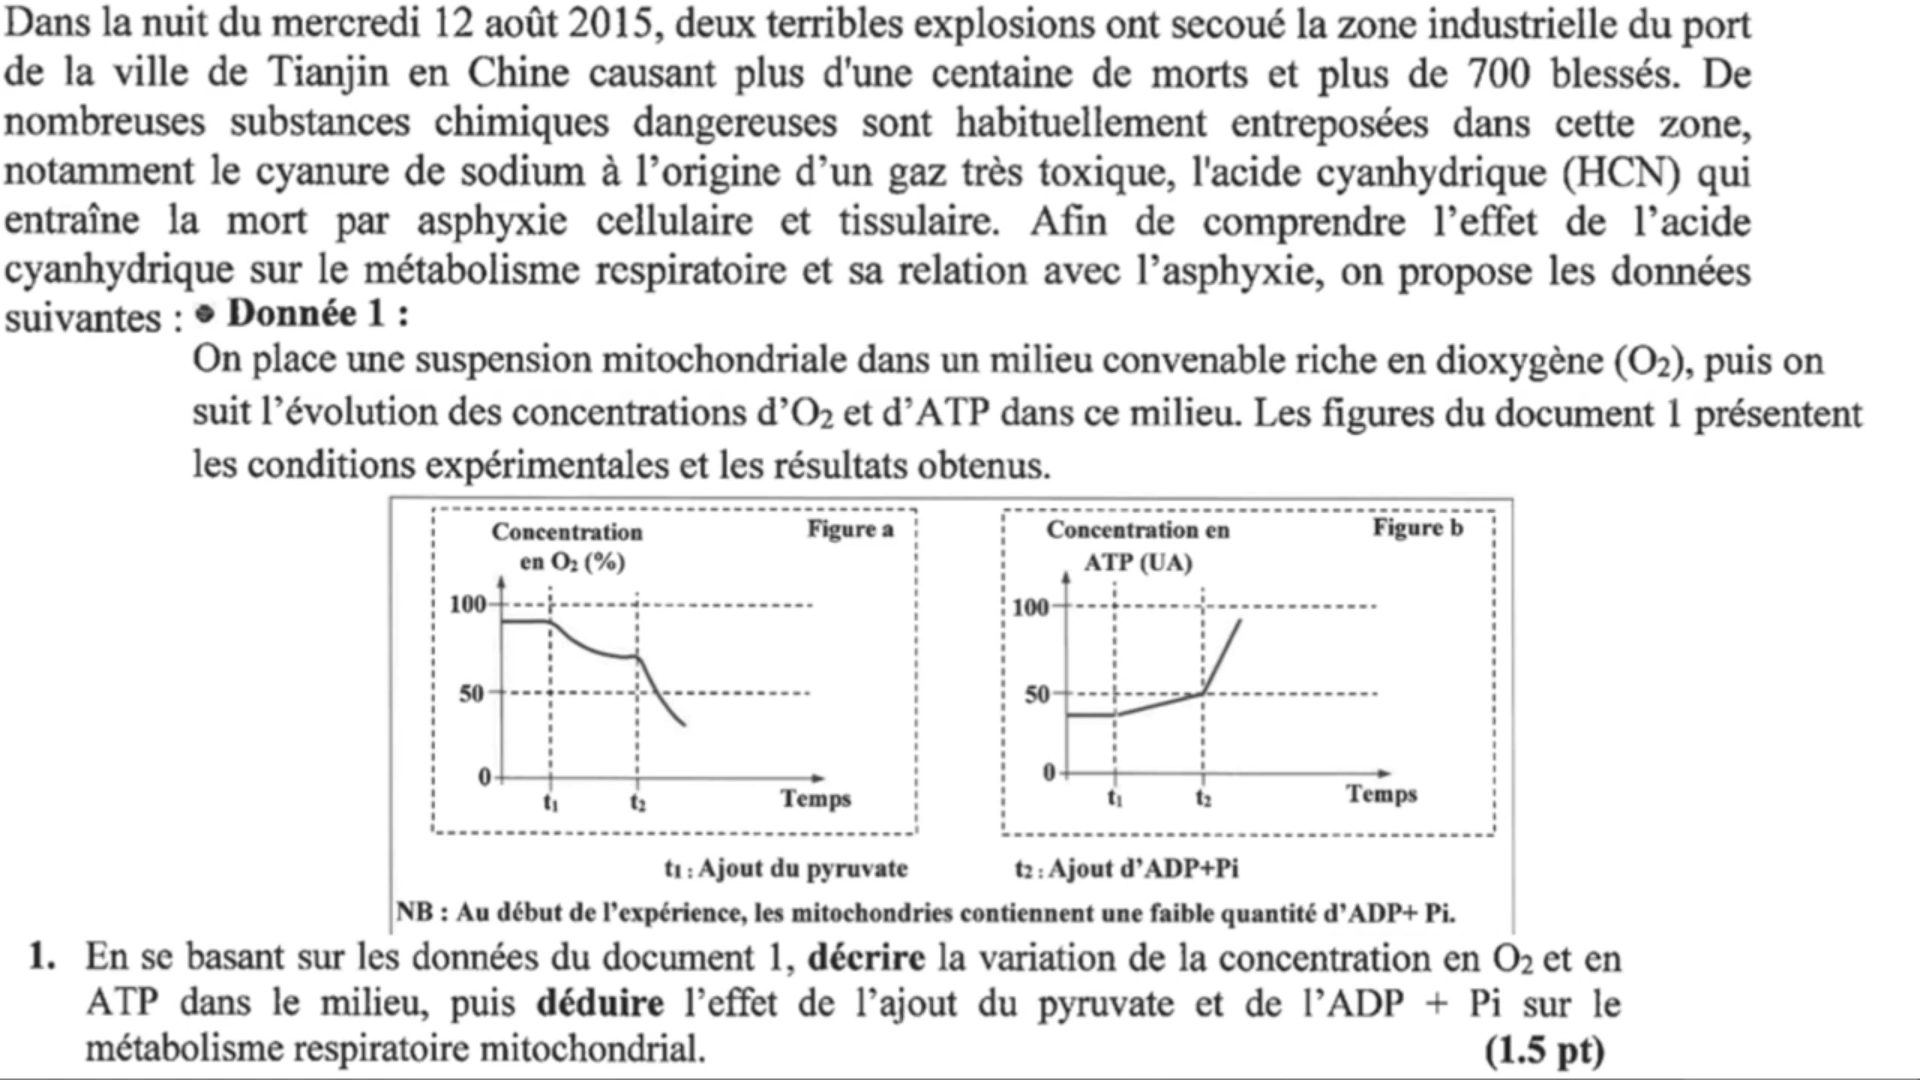 Dans la nuit du mercredi 12 août 2015, deux terribles explosions ont secoué la zone industrielle du port
de la ville de Tianjin en Chine causant plus d'une centaine de morts et plus de 700 blessés. De
nombreuses substances chimiques dangereuses sont habituellement entreposées dans cette zone,
notamment le cyanure de sodium à l’origine d’un gaz très toxique, l'acide cyanhydrique (HCN) qui
entraîne la mort par asphyxie cellulaire et tissulaire. Afin de comprendre l’effet de l’acide
cyanhydrique sur le métabolisme respiratoire et sa relation avec l’asphyxie, on propose les données
suivantes : • Donnée 1 :
On place une suspension mitochondriale dans un milieu convenable riche en dioxygène (O₂), puis on
suit l’évolution des concentrations d’O₂ et d’ATP dans ce milieu. Les figures du document 1 présentent
les conditions expérimentales et les résultats obtenus.
Concentration
en O₂ (%)
Figure a
100
50
0
t₁
t₂
Temps
Concentration en
ATP (UA)
Figure b
100
50
0
t₁
t₂
Temps
t₁ : Ajout du pyruvate
t₂ : Ajout d’ADP+Pi
NB : Au début de l’expérience, les mitochondries contiennent une faible quantité d’ADP+ Pi.
1. En se basant sur les données du document 1, décrire la variation de la concentration en O₂ et en
ATP dans le milieu, puis déduire l’effet de l’ajout du pyruvate et de l’ADP + Pi sur le
métabolisme respiratoire mitochondrial. (1.5 pt)